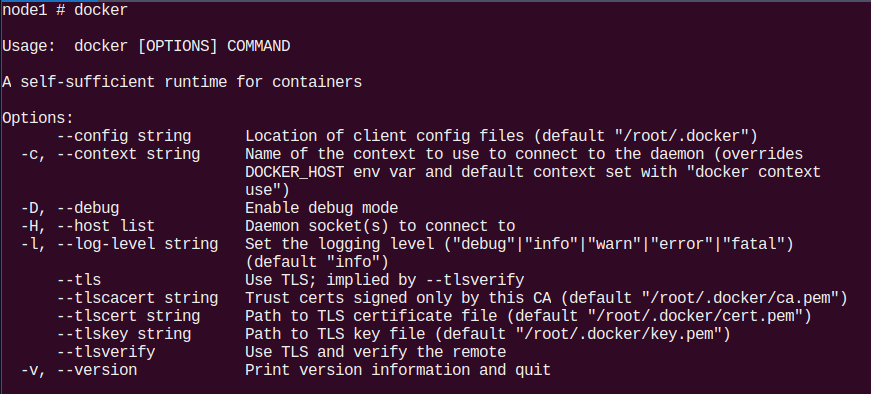 node1 # docker
Usage:  docker [OPTIONS] COMMAND
A self-sufficient runtime for containers
Options:
      --config string      Location of client config files (default "/root/.docker")
  -c, --context string     Name of the context to use to connect to the daemon (overrides
                           DOCKER_HOST env var and default context set with "docker context
                           use")
  -D, --debug              Enable debug mode
  -H, --host list          Daemon socket(s) to connect to
  -l, --log-level string   Set the logging level ("debug"|"info"|"warn"|"error"|"fatal")
                           (default "info")
      --tls                Use TLS; implied by --tlsverify
      --tlscacert string   Trust certs signed only by this CA (default "/root/.docker/ca.pem")
      --tlscert string     Path to TLS certificate file (default "/root/.docker/cert.pem")
      --tlskey string      Path to TLS key file (default "/root/.docker/key.pem")
      --tlsverify          Use TLS and verify the remote
  -v, --version            Print version information and quit